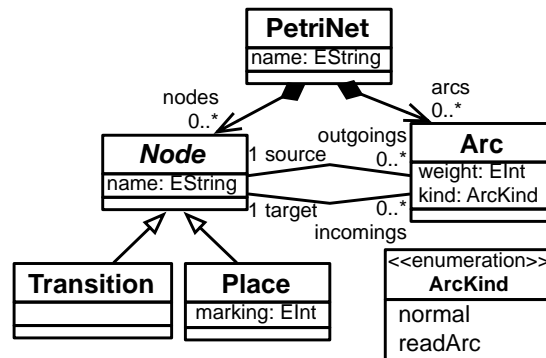 PetriNet
name: EString
nodes
0..*
arcs
0..*
Node
name: EString
1 source
outgoings
0..*
1 target
0..*
incomings
Arc
weight: EInt
kind: ArcKind
Transition
Place
marking: EInt
<<enumeration>>
ArcKind
normal
readArc